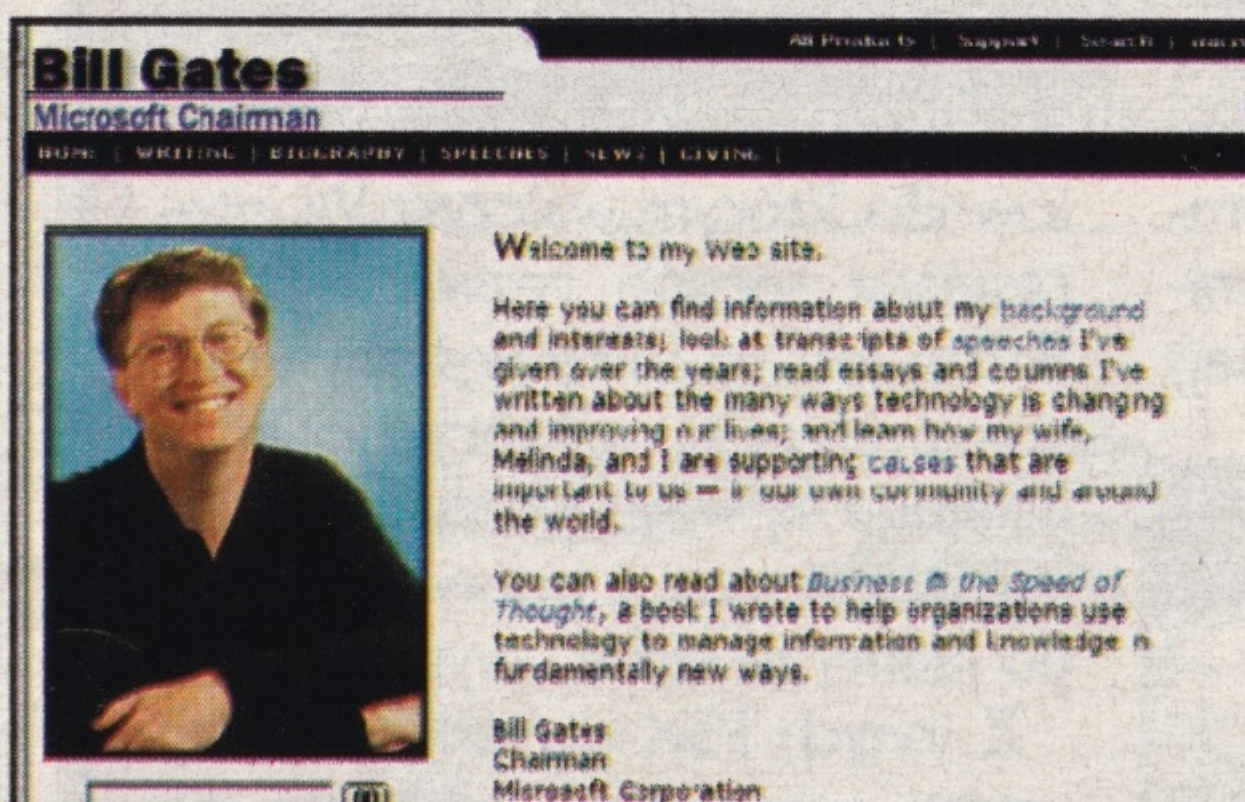 All Products | Support | Search |
Bill Gates
Microsoft Chairman
HOME | WRITING | BIOGRAPHY | SPEECHES | NEWS | GIVING |
Welcome to my Web site.
Here you can find information about my background
and interests; look at transcripts of speeches I've
given over the years; read essays and columns I've
written about the many ways technology is changing
and improving our lives; and learn how my wife,
Melinda, and I are supporting causes that are
important to us — in our own community and around
the world.
You can also read about Business @ the Speed of
Thought, a book I wrote to help organizations use
technology to manage information and knowledge in
fundamentally new ways.
Bill Gates
Chairman
Microsoft Corporation